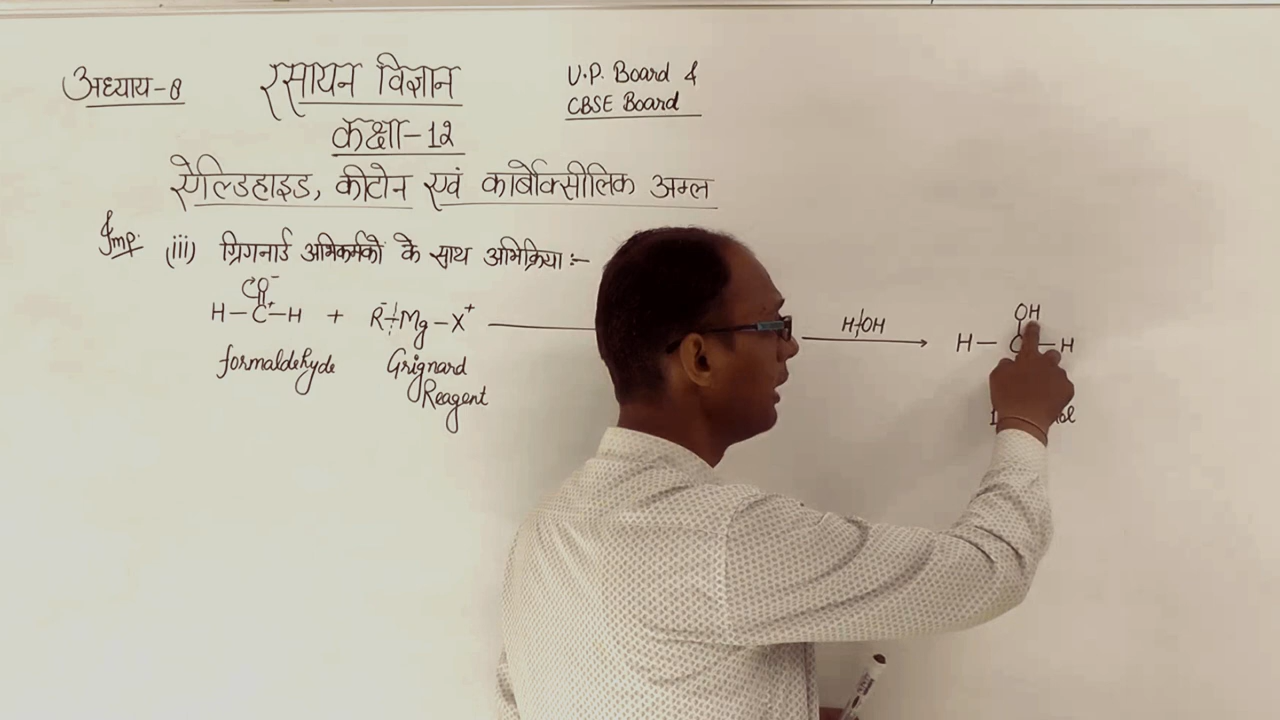 अध्याय-8 रसायन विज्ञान U.P. Board &
CBSE Board
कक्षा-12
ऐल्डिहाइड, कीटोन एवं कार्बोक्सीलिक अम्ल
Imp. (iii) ग्रिगनार्ड अभिकर्मकों के साथ अभिक्रिया :-
O⁻ OH
H-C⁺-H + R⁻-Mg-X⁺ H-OH H-C-H
formaldehyde Grignard
Reagent